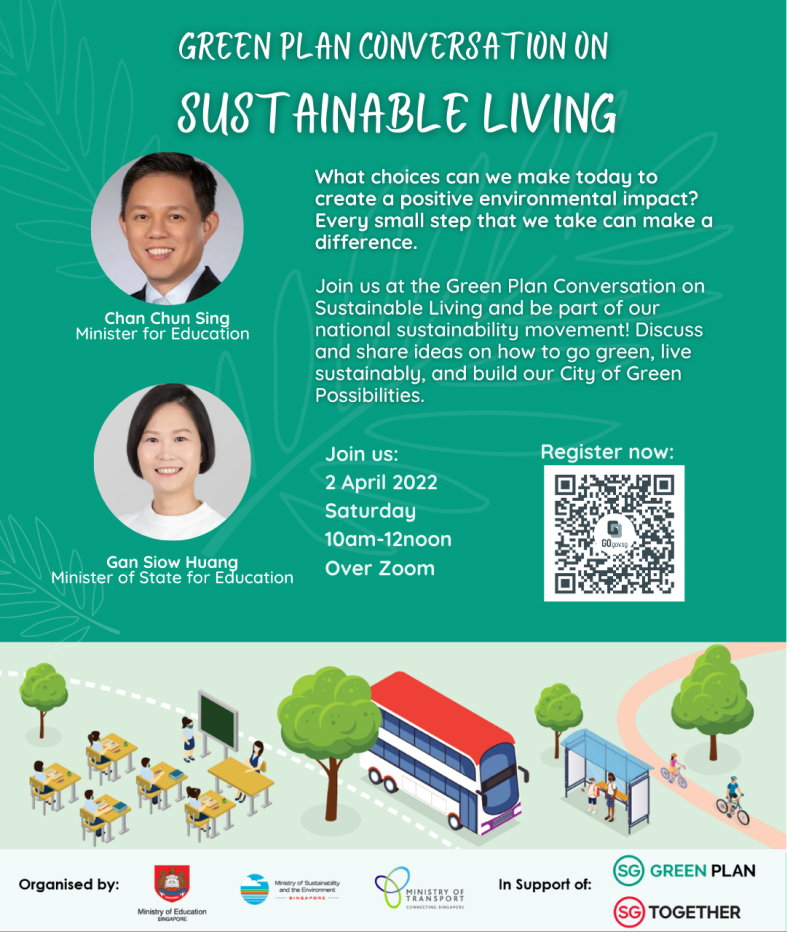 GREEN PLAN CONVERSATION ON
SUSTAINABLE LIVING
Chan Chun Sing
Minister for Education
Gan Siow Huang
Minister of State for Education
What choices can we make today to
create a positive environmental impact?
Every small step that we take can make a
difference.
Join us at the Green Plan Conversation on
Sustainable Living and be part of our
national sustainability movement! Discuss
and share ideas on how to go green, live
sustainably, and build our City of Green
Possibilities.
Join us:
2 April 2022
Saturday
10am-12noon
Over Zoom
Register now:
GO.gov.sg
Organised by:
Ministry of Education
SINGAPORE
Ministry of Sustainability
and the Environment
SINGAPORE
MINISTRY OF
TRANSPORT
CONNECTING SINGAPORE
In Support of:
SG GREEN PLAN
SG TOGETHER